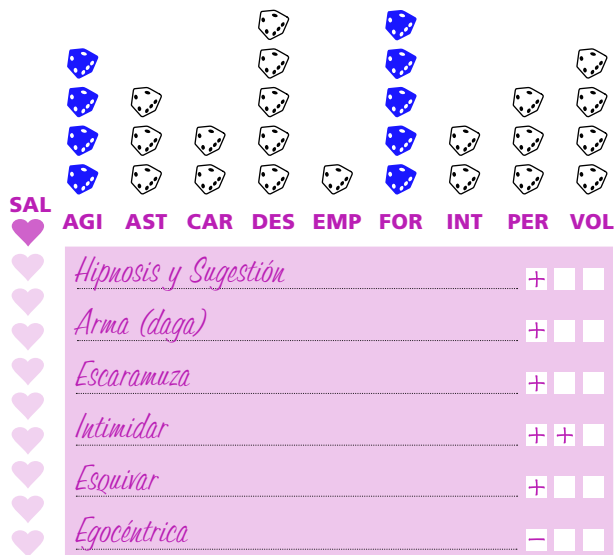 SAL
AGI AST CAR DES EMP FOR INT PER VOL
Hipnosis y Sugestión +
Arma (daga) +
Escaramuza +
Intimidar + +
Esquivar +
Egocéntrica −